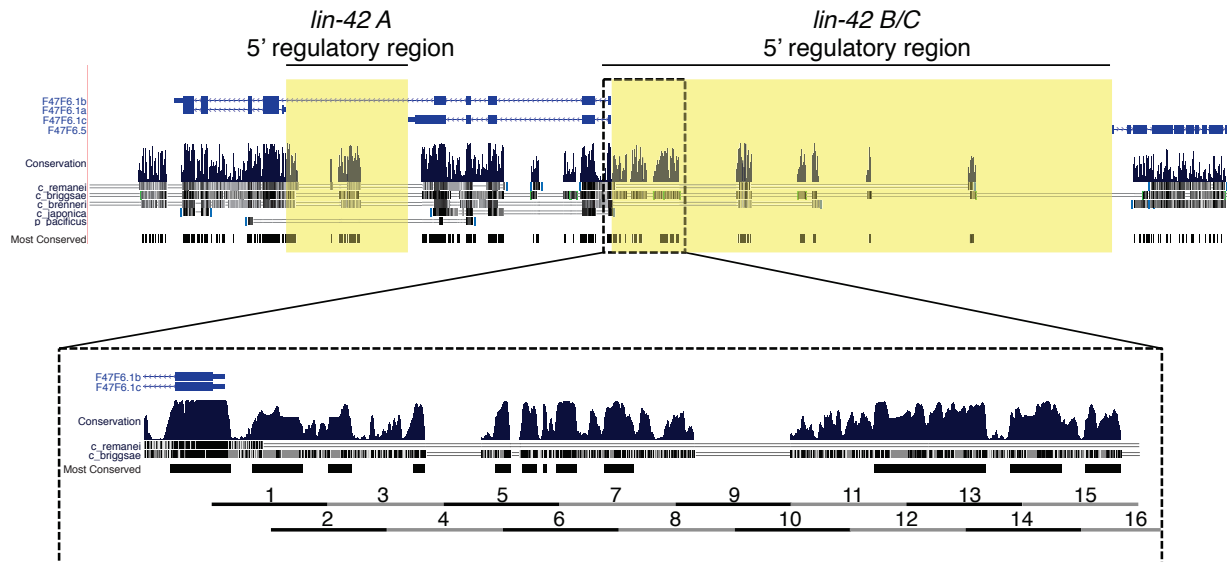 lin-42 A
5' regulatory region
lin-42 B/C
5' regulatory region
F47F6.1b
F47F6.1a
F47F6.1c
F47F6.5
Conservation
c_remanei
c_briggsae
c_brenneri
c_japonica
p_pacificus
Most Conserved
F47F6.1b
F47F6.1c
Conservation
c_remanei
c_briggsae
Most Conserved
1 3 5 7 9 11 13 15
2 4 6 8 10 12 14 16